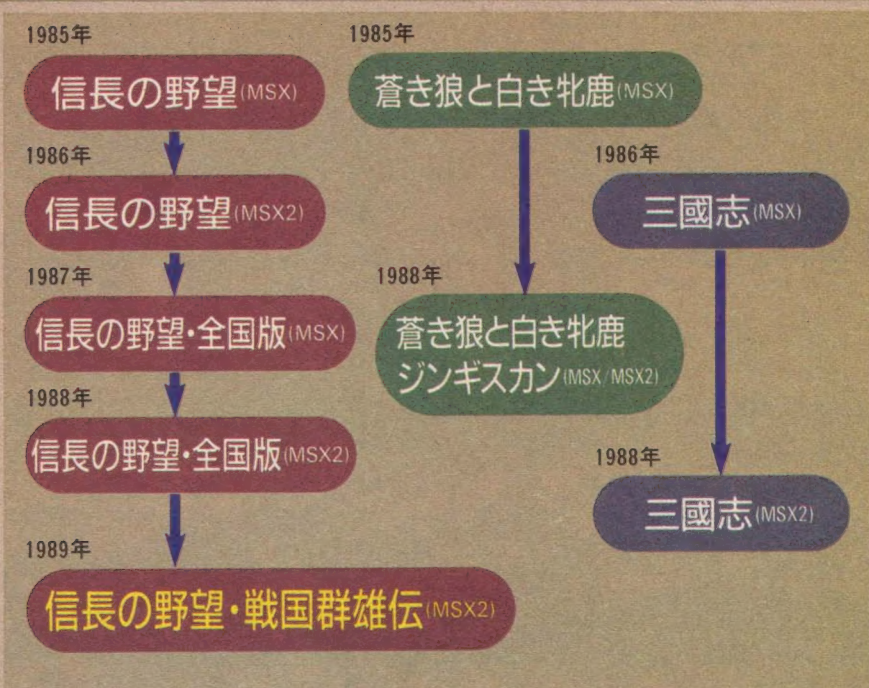 1985年
信長の野望(MSX)
1986年
信長の野望(MSX2)
1987年
信長の野望・全国版(MSX)
1988年
信長の野望・全国版(MSX2)
1989年
信長の野望・戦国群雄伝(MSX2)
1985年
蒼き狼と白き牝鹿(MSX)
1988年
蒼き狼と白き牝鹿
ジンギスカン(MSX/MSX2)
1986年
三國志(MSX)
1988年
三國志(MSX2)